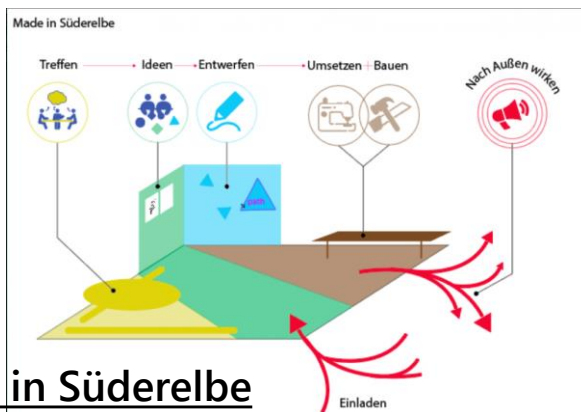 Made in Süderelbe
Treffen Ideen Entwerfen Umsetzen Bauen
Nach Außen wirken
in Süderelbe
Einladen